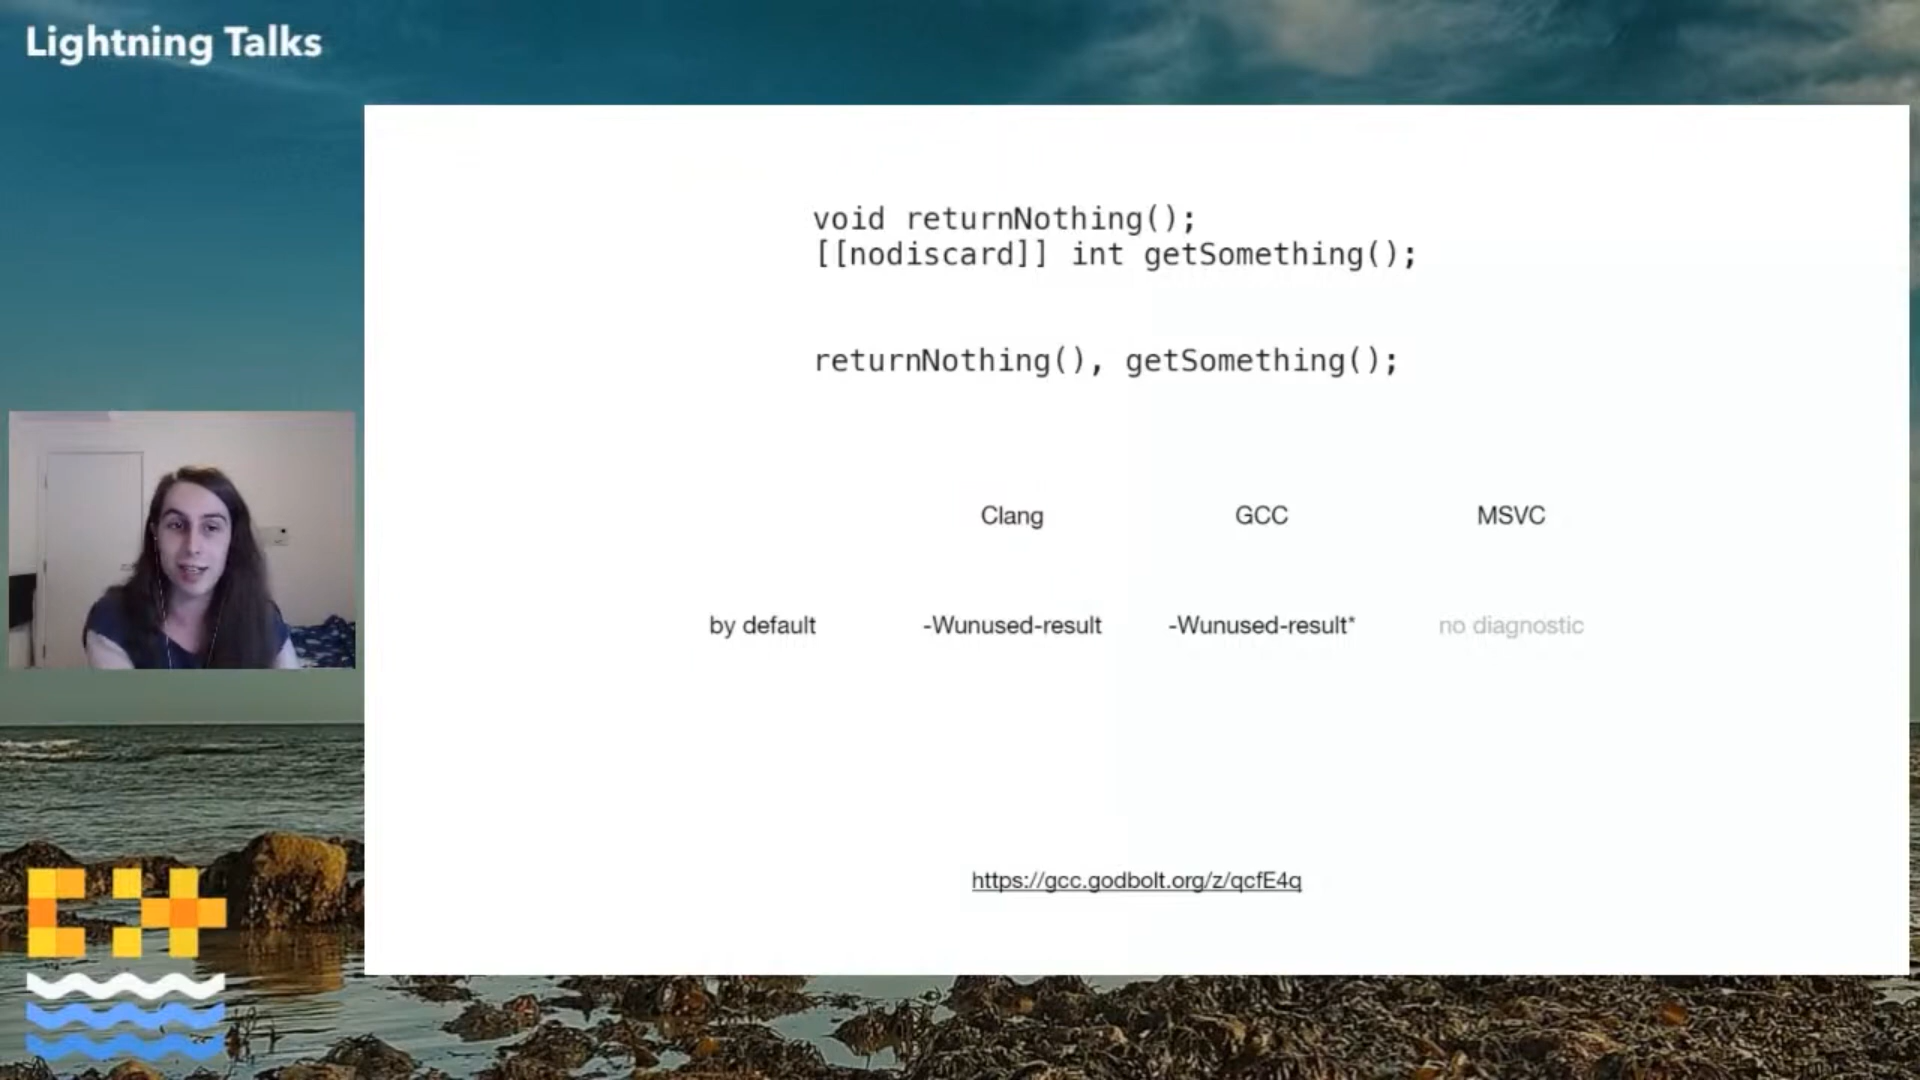 Lightning Talks
void returnNothing();
[[nodiscard]] int getSomething();
returnNothing(), getSomething();
Clang GCC MSVC
by default -Wunused-result -Wunused-result* no diagnostic
https://gcc.godbolt.org/z/qcfE4q